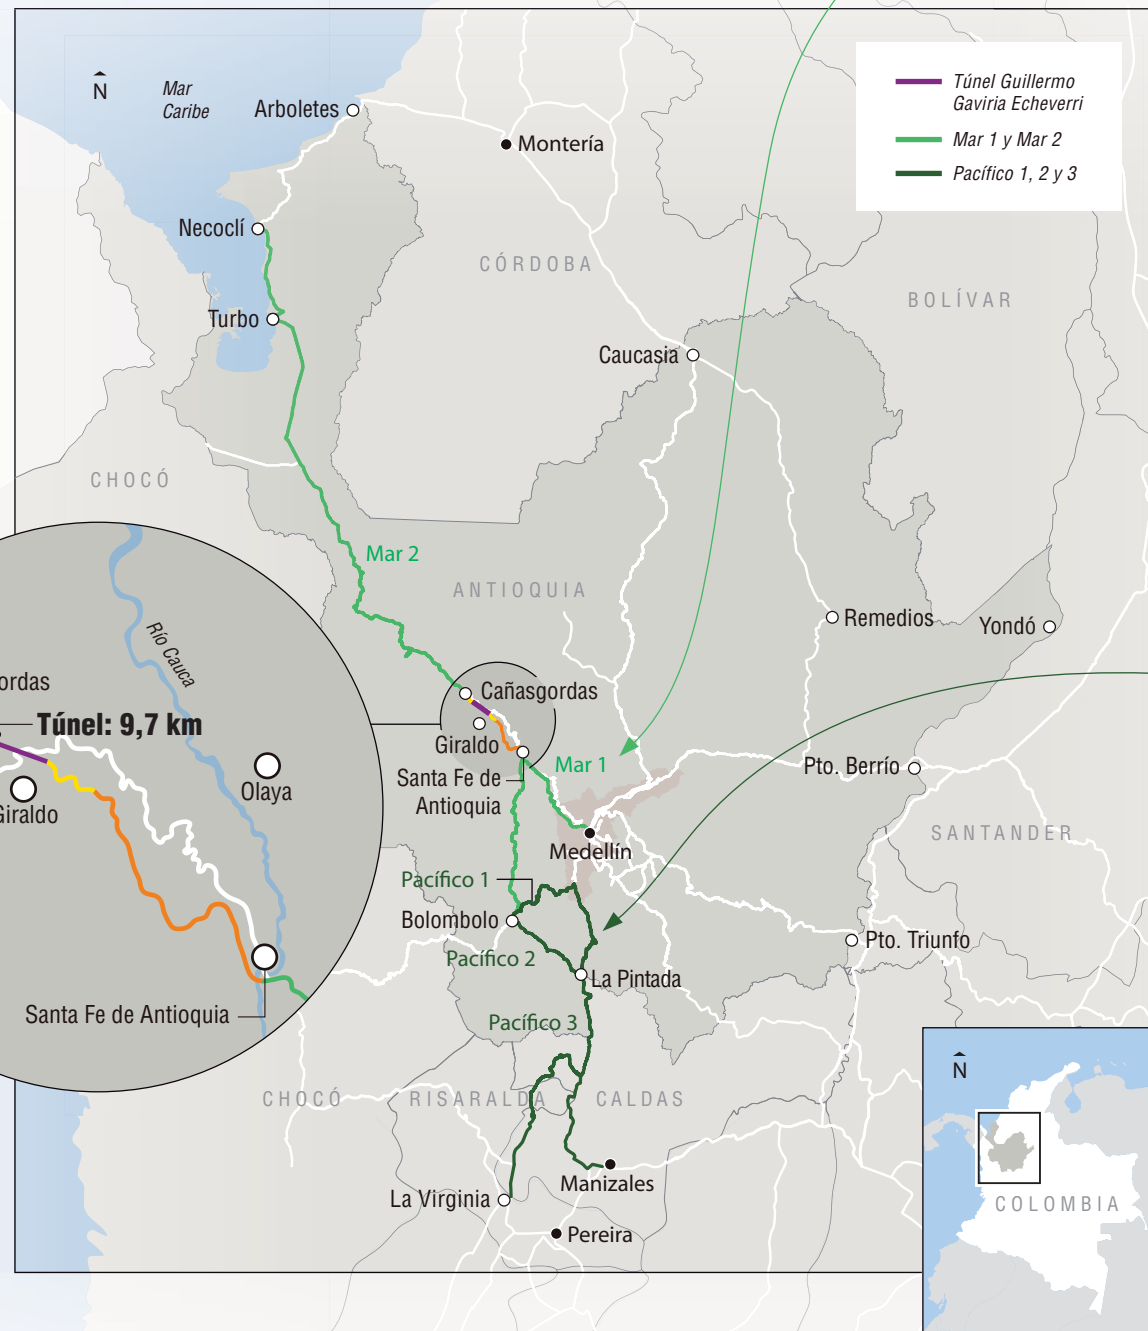 N
Mar
Caribe
Arboletes
Montería
Túnel Guillermo
Gaviria Echeverri
Mar 1 y Mar 2
Pacífico 1, 2 y 3
Necoclí
CÓRDOBA
BOLÍVAR
Turbo
Caucasia
CHOCÓ
Mar 2
ANTIOQUIA
Remedios
Yondó
Río Cauca
ordas
Cañasgordas
Túnel: 9,7 km
Giraldo
Mar 1
Pto. Berrío
Santa Fe de
Antioquia
Olaya
Giraldo
SANTANDER
Medellín
Pacífico 1
Bolombolo
Pto. Triunfo
Pacífico 2
La Pintada
Santa Fe de Antioquia
Pacífico 3
N
CHOCÓ
RISARALDA
CALDAS
Manizales
La Virginia
COLOMBIA
Pereira